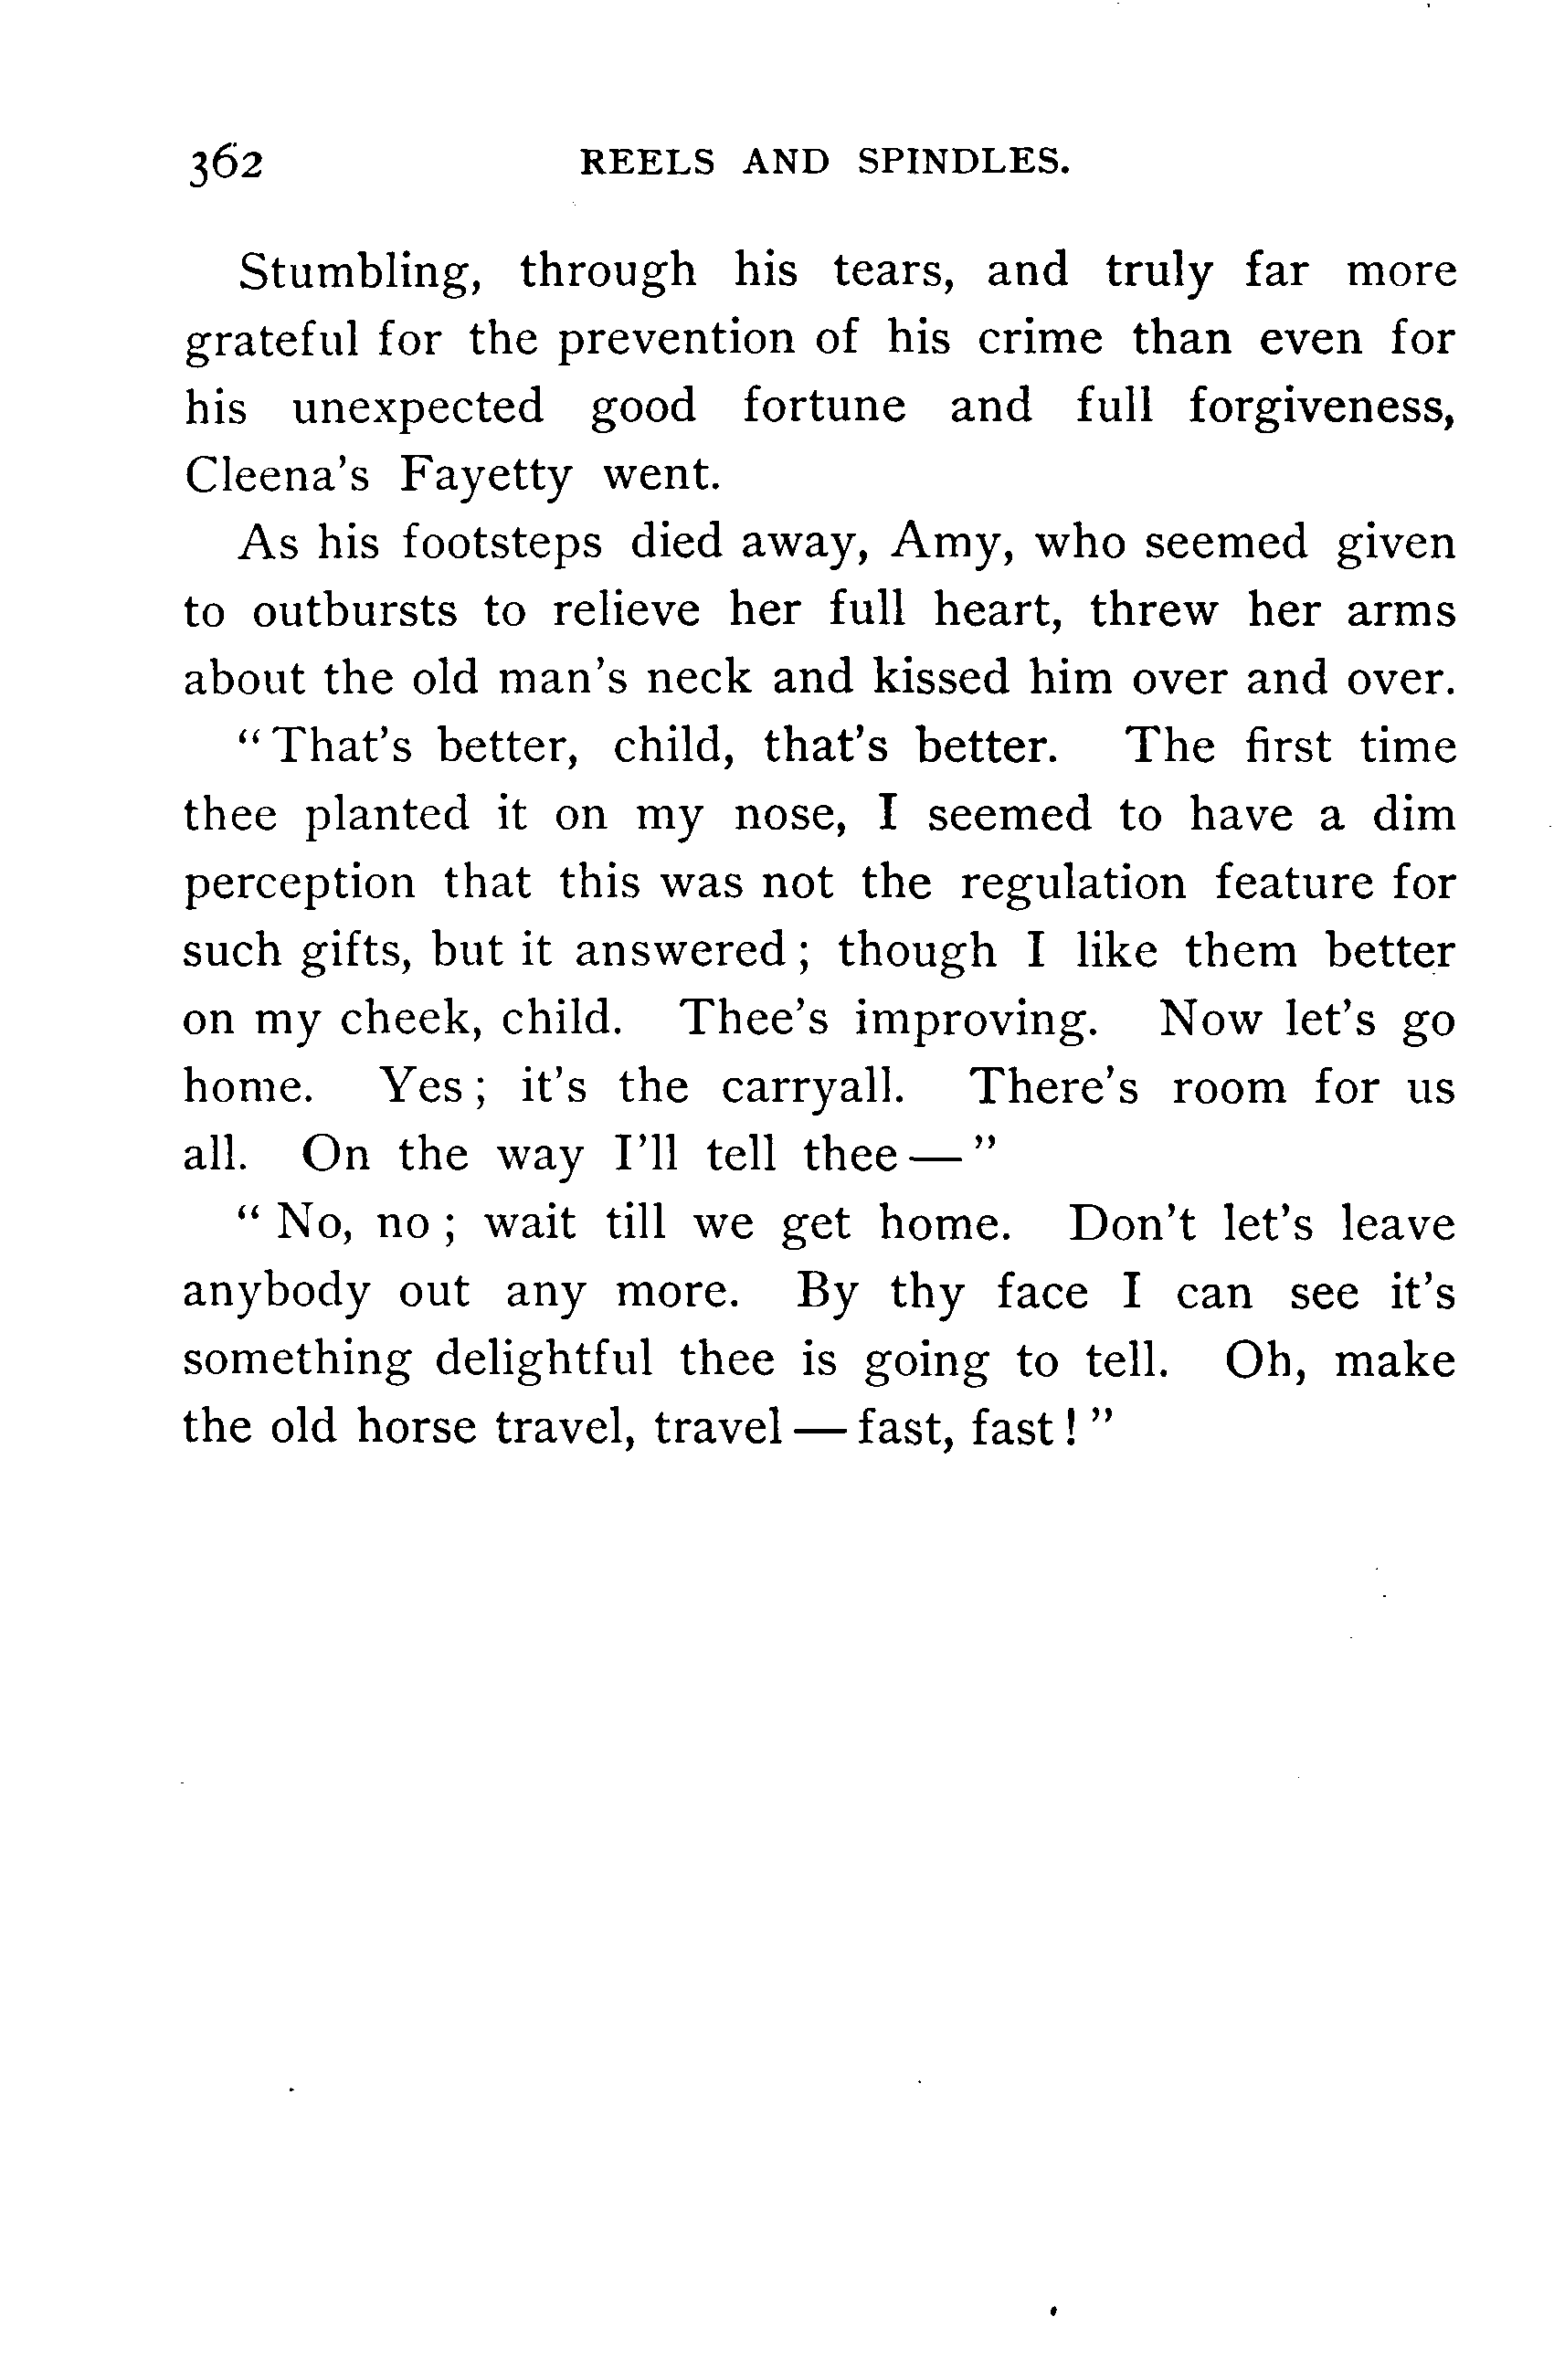 362 REELS AND SPINDLES.
Stumbling, through his tears, and truly far more
grateful for the prevention of his crime than even for
his unexpected good fortune and full forgiveness,
Cleena's Fayetty went.
As his footsteps died away, Amy, who seemed given
to outbursts to relieve her full heart, threw her arms
about the old man's neck and kissed him over and over.
“That's better, child, that's better. The first time
thee planted it on my nose, I seemed to have a dim
perception that this was not the regulation feature for
such gifts, but it answered; though I like them better
on my cheek, child. Thee's improving. Now let's go
home. Yes; it's the carryall. There's room for us
all. On the way I'll tell thee—”
“No, no; wait till we get home. Don't let's leave
anybody out any more. By thy face I can see it's
something delightful thee is going to tell. Oh, make
the old horse travel, travel—fast, fast!”